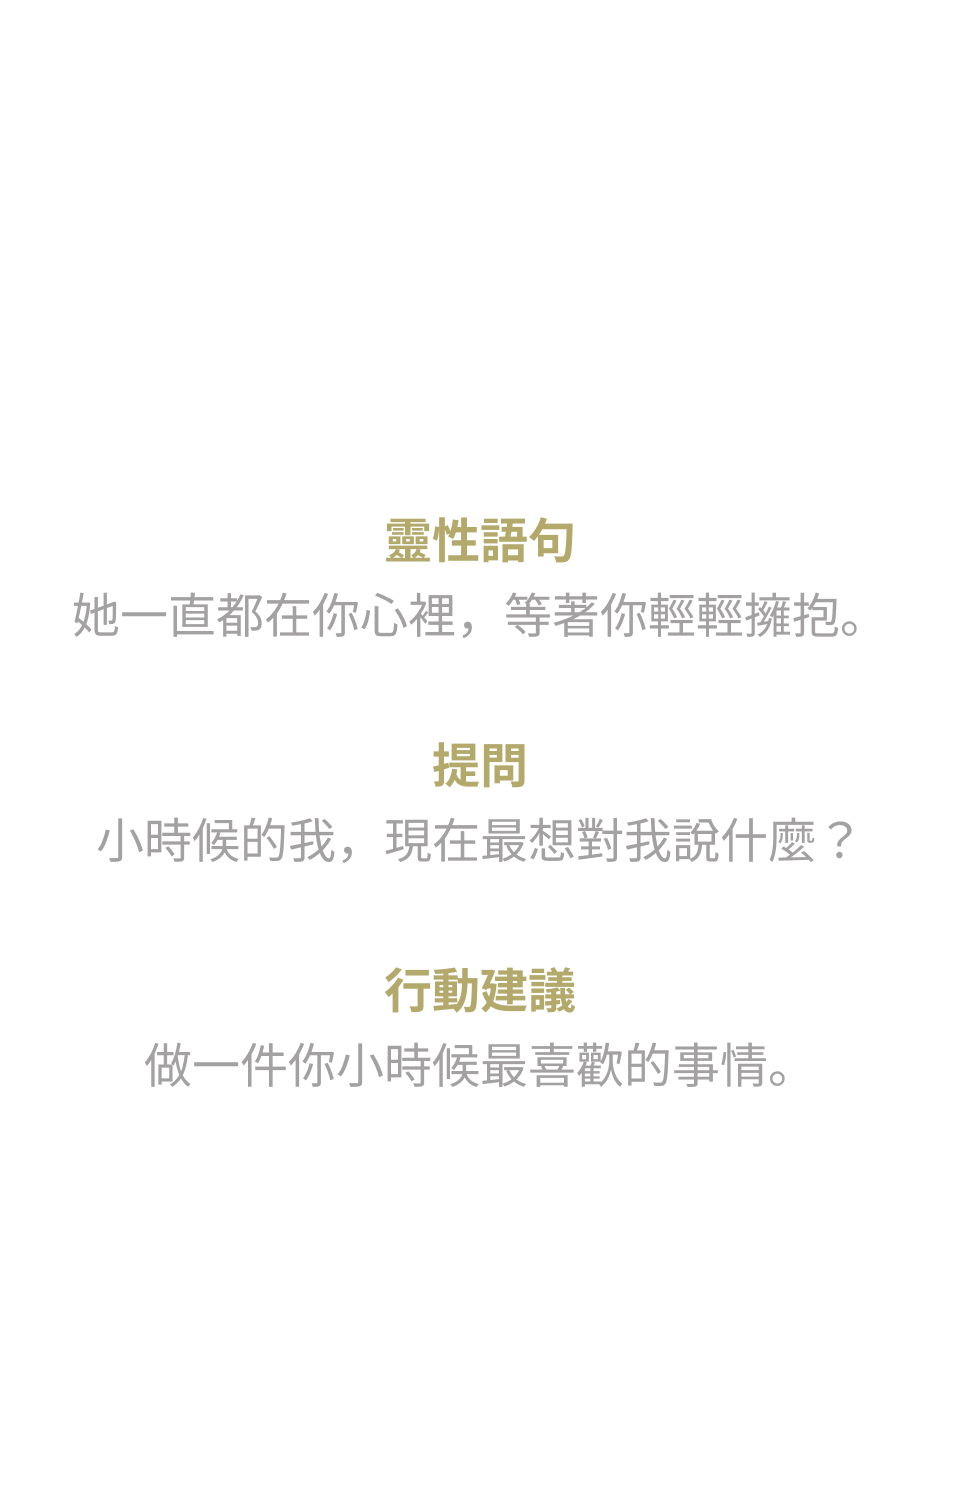 靈性語句
她一直都在你心裡，等著你輕輕擁抱。
提問
小時候的我，現在最想對我說什麼？
行動建議
做一件你小時候最喜歡的事情。